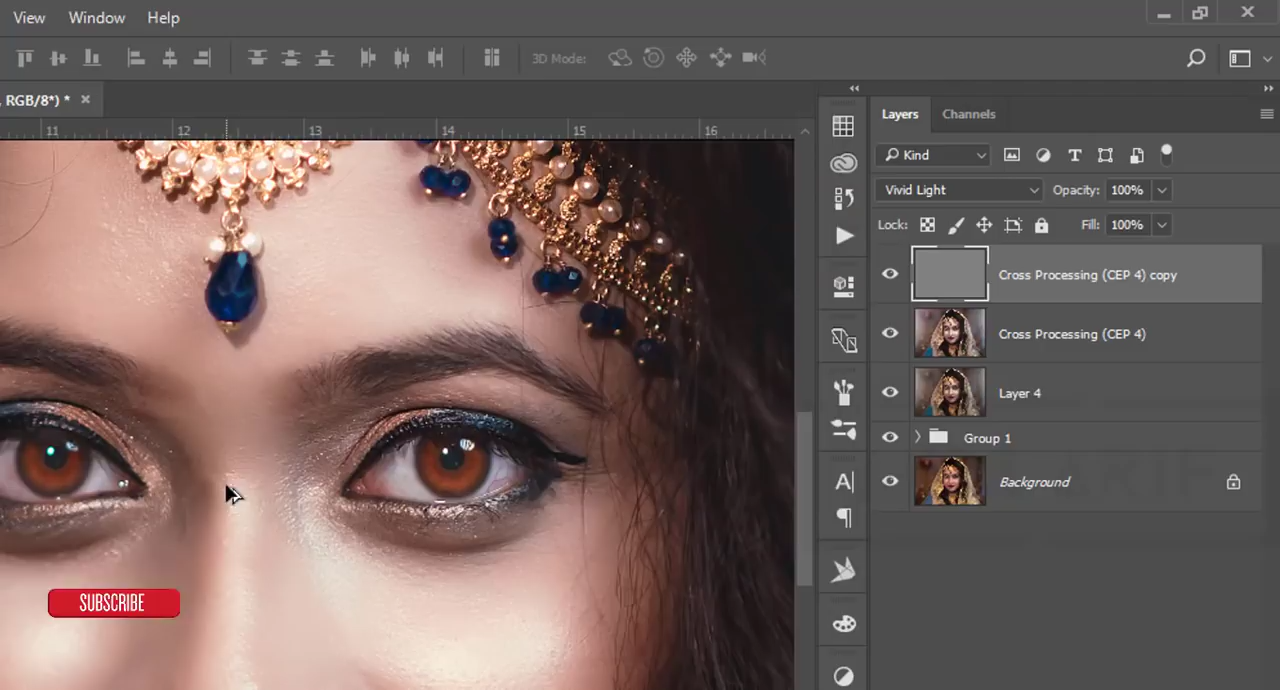 View Window Help
3D Mode:
RGB/8*) *
11 12 13 14 15 16
Layers Channels
Kind
Vivid Light Opacity: 100%
Lock: Fill: 100%
Cross Processing (CEP 4) copy
Cross Processing (CEP 4)
Layer 4
Group 1
Background
SUBSCRIBE